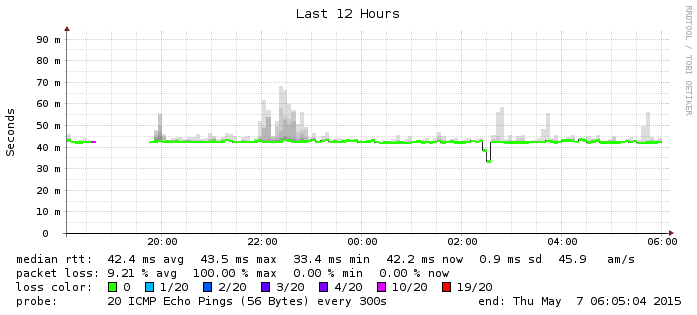 Last 12 Hours
RRDTOOL / TOBI OETIKER
Seconds
90 m
80 m
70 m
60 m
50 m
40 m
30 m
20 m
10 m
0
20:00 22:00 00:00 02:00 04:00 06:00
median rtt: 42.4 ms avg 43.5 ms max 33.4 ms min 42.2 ms now 0.9 ms sd 45.9 am/s
packet loss: 9.21 % avg 100.00 % max 0.00 % min 0.00 % now
loss color: 0 1/20 2/20 3/20 4/20 10/20 19/20
probe: 20 ICMP Echo Pings (56 Bytes) every 300s end: Thu May 7 06:05:04 2015